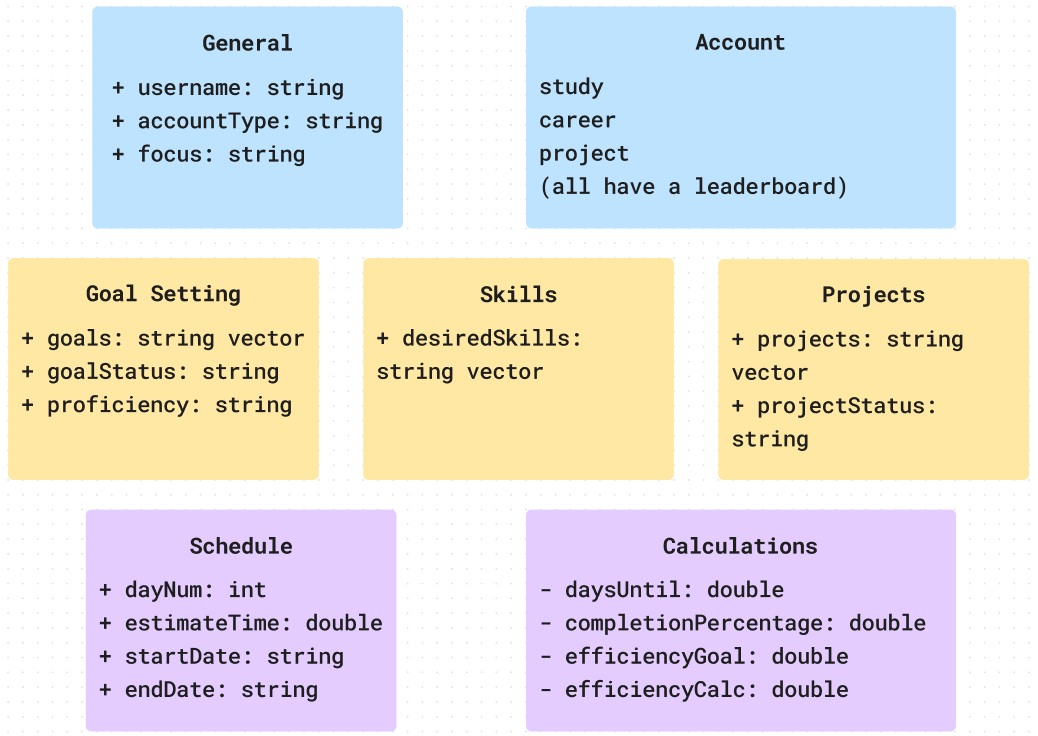 General
+ username: string
+ accountType: string
+ focus: string
Account
study
career
project
(all have a leaderboard)
Goal Setting
+ goals: string vector
+ goalStatus: string
+ proficiency: string
Skills
+ desiredSkills:
string vector
Projects
+ projects: string
vector
+ projectStatus:
string
Schedule
+ dayNum: int
+ estimateTime: double
+ startDate: string
+ endDate: string
Calculations
- daysUntil: double
- completionPercentage: double
- efficiencyGoal: double
- efficiencyCalc: double